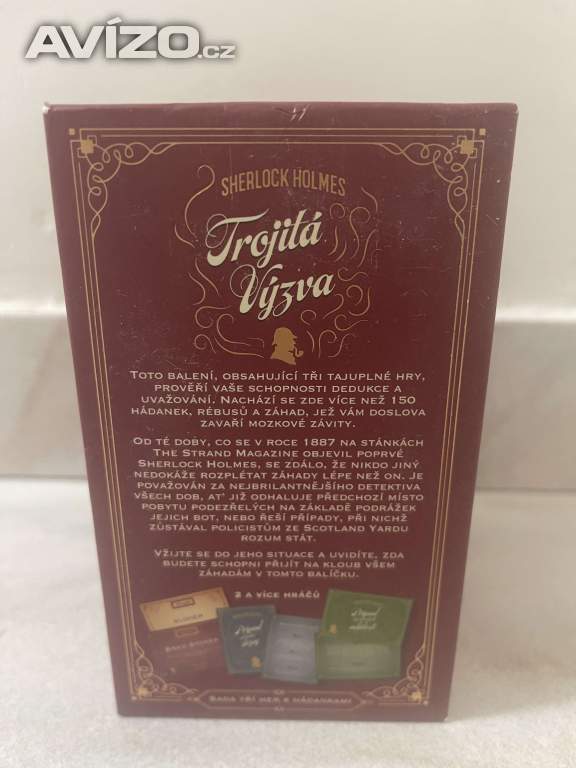 AVÍZO.cz
SHERLOCK HOLMES
Trojitá
Výzva
TOTO BALENÍ, OBSAHUJÍCÍ TŘI TAJUPLNÉ HRY,
PROVĚŘÍ VAŠE SCHOPNOSTI DEDUKCE A
UVAŽOVÁNÍ. NACHÁZÍ SE ZDE VÍCE NEŽ 150
HÁDANEK, RÉBUSŮ A ZÁHAD, JEŽ VÁM DOSLOVA
ZAVAŘÍ MOZKOVÉ ZÁVITY.
OD TÉ DOBY, CO SE V ROCE 1887 NA STÁNKÁCH
THE STRAND MAGAZINE OBJEVIL POPRVÉ
SHERLOCK HOLMES, SE ZDÁLO, ŽE NIKDO JINÝ
NEDOKÁŽE ROZPLÉTAT ZÁHADY LÉPE NEŽ ON. JE
POVAŽOVÁN ZA NEJBRILANTNĚJŠÍHO DETEKTIVA
VŠECH DOB, AŤ JIŽ ODHALUJE PŘEDCHOZÍ MÍSTO
POBYTU PODEZŘELÝCH NA ZÁKLADĚ PODRÁŽEK
JEJICH BOT, NEBO ŘEŠÍ PŘÍPADY, PŘI NICHŽ
ZŮSTÁVAL POLICISTŮM ZE SCOTLAND YARDU
ROZUM STÁT.
VŽIJTE SE DO JEHO SITUACE A UVIDÍTE, ZDA
BUDETE SCHOPNI PŘIJÍT NA KLOUB VŠEM
ZÁHADÁM V TOMTO BALÍČKU.
2 A VÍCE HRÁČŮ
SADA TŘÍ HER S HÁDANKAMI